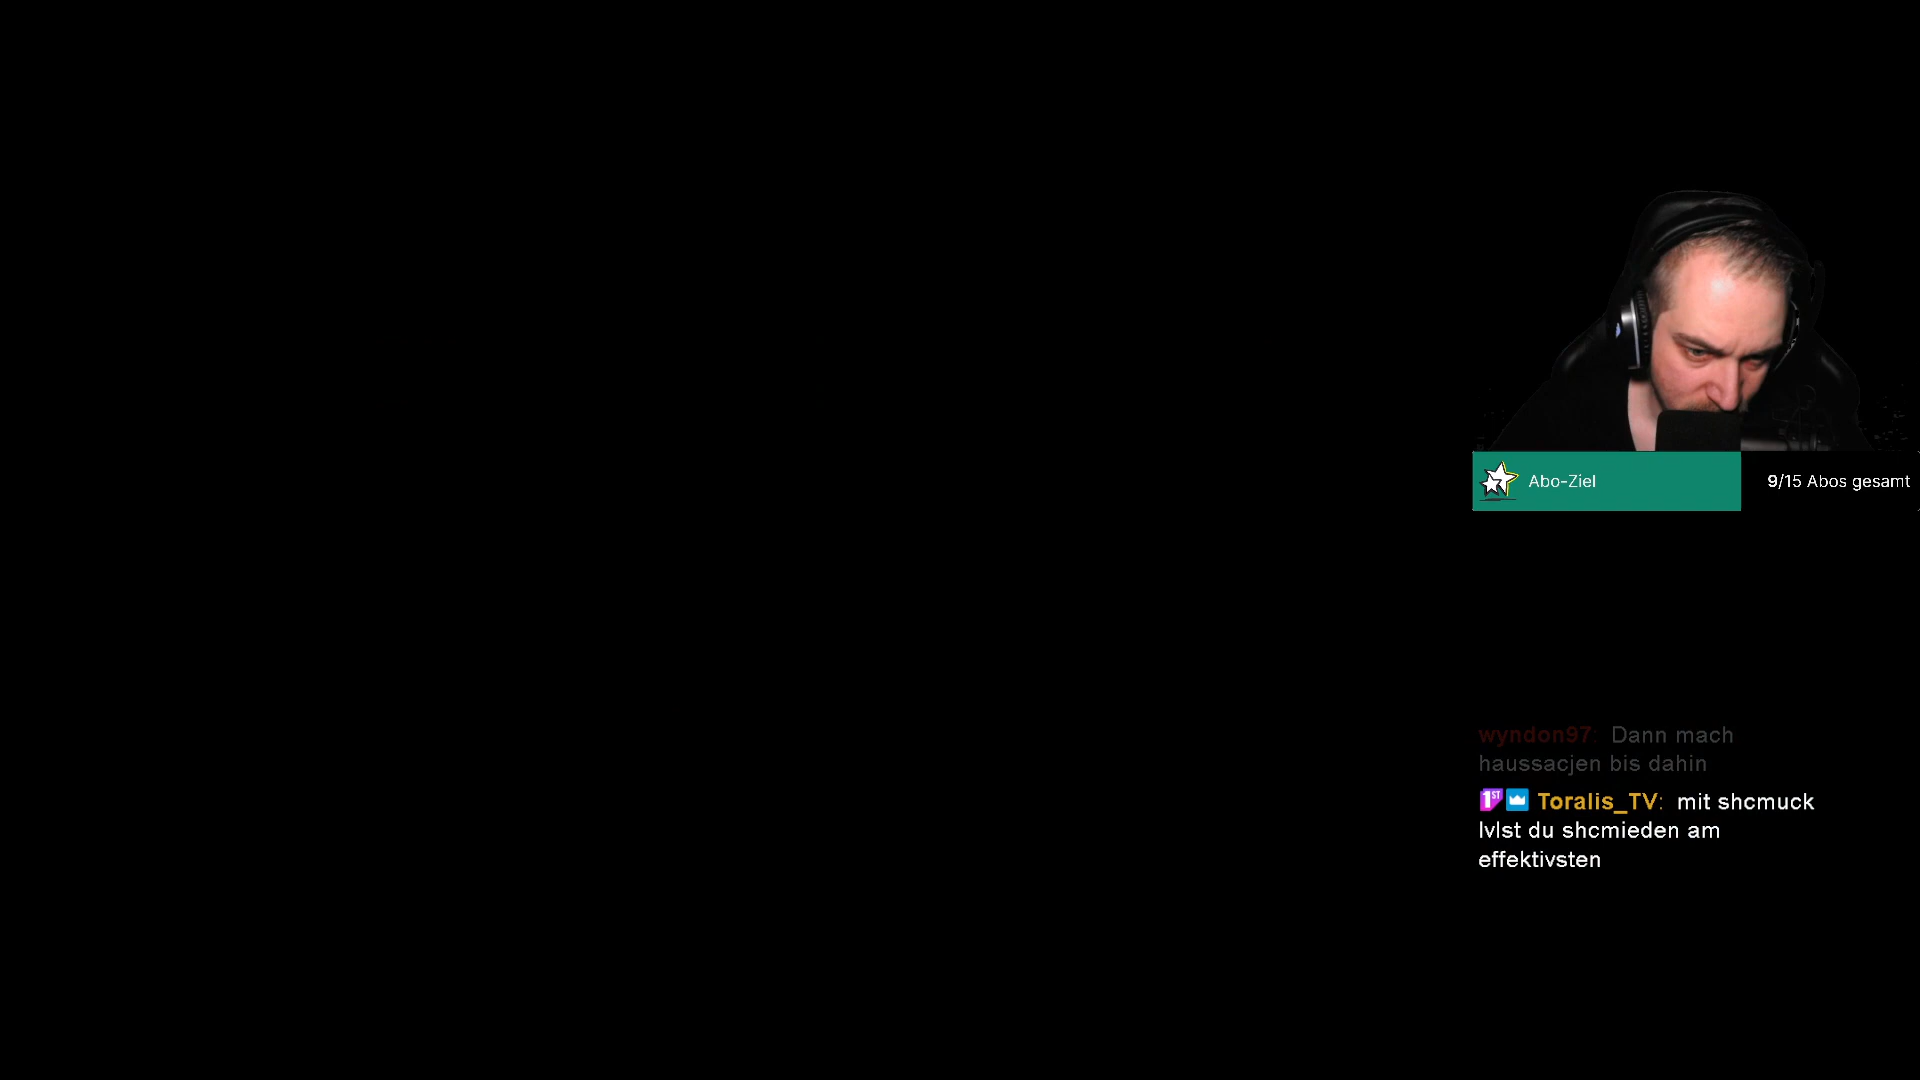 Abo-Ziel
9/15 Abos gesamt
wyndon97: Dann mach
haussacjen bis dahin
1ST Toralis_TV: mit shcmuck
lvlst du shcmieden am
effektivsten